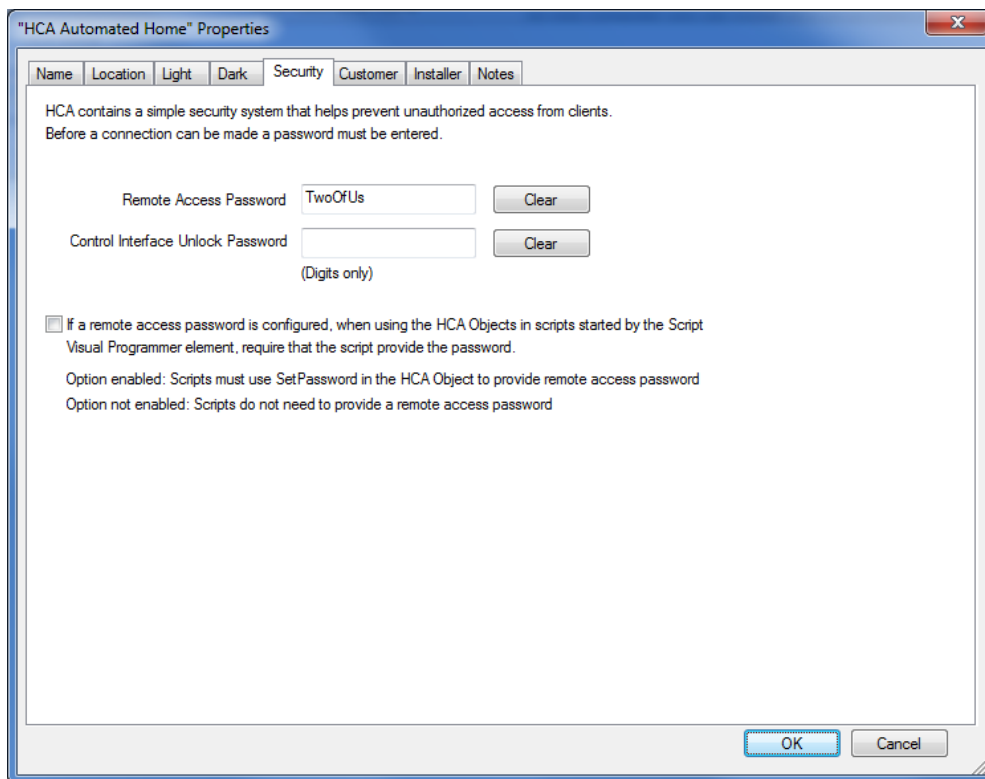 "HCA Automated Home" Properties
Name Location Light Dark Security Customer Installer Notes
HCA contains a simple security system that helps prevent unauthorized access from clients.
Before a connection can be made a password must be entered.
Remote Access Password TwoOfUs Clear
Control Interface Unlock Password Clear
(Digits only)
If a remote access password is configured, when using the HCA Objects in scripts started by the Script
Visual Programmer element, require that the script provide the password.
Option enabled: Scripts must use SetPassword in the HCA Object to provide remote access password
Option not enabled: Scripts do not need to provide a remote access password
OK Cancel